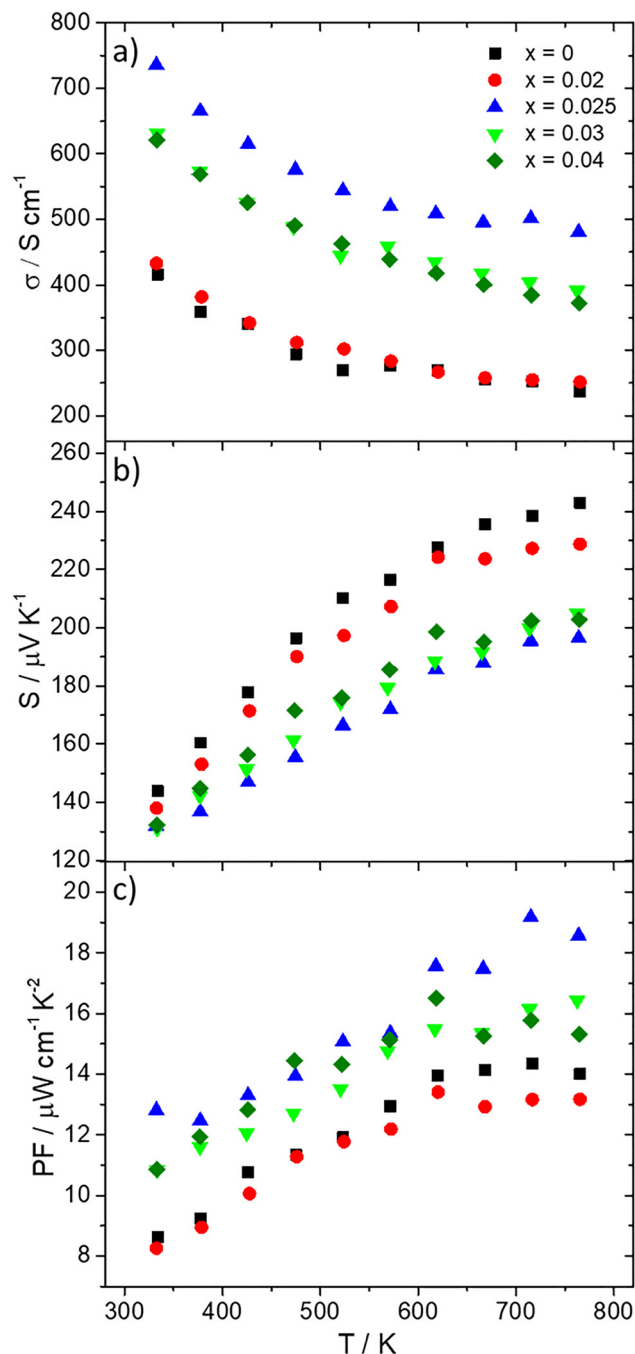 a)
x = 0
x = 0.02
x = 0.025
x = 0.03
x = 0.04
800
700
600
500
400
300
200
σ / S cm⁻¹
b)
260
240
220
200
180
160
140
120
S / μV K⁻¹
c)
20
18
16
14
12
10
8
PF / μW cm⁻¹ K⁻²
300 400 500 600 700 800
T / K